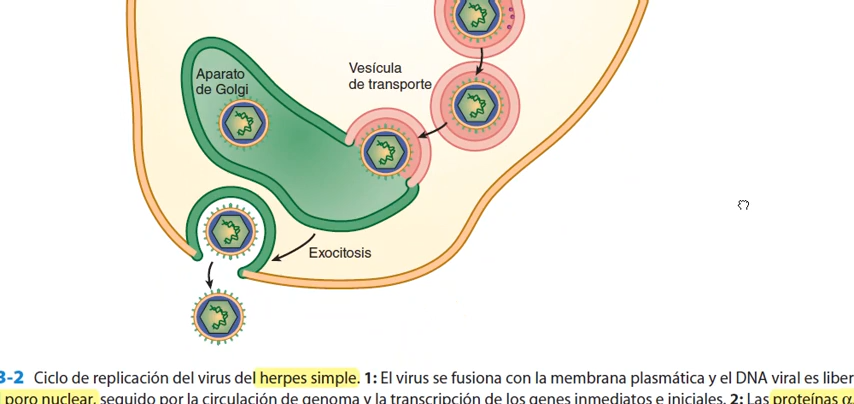 Vesícula
de transporte
Aparato
de Golgi
Exocitosis
3-2 Ciclo de replicación del virus del herpes simple. 1: El virus se fusiona con la membrana plasmática y el DNA viral es liber
poro nuclear, seguido por la circulación de genoma y la transcripción de los genes inmediatos e iniciales. 2: Las proteínas α